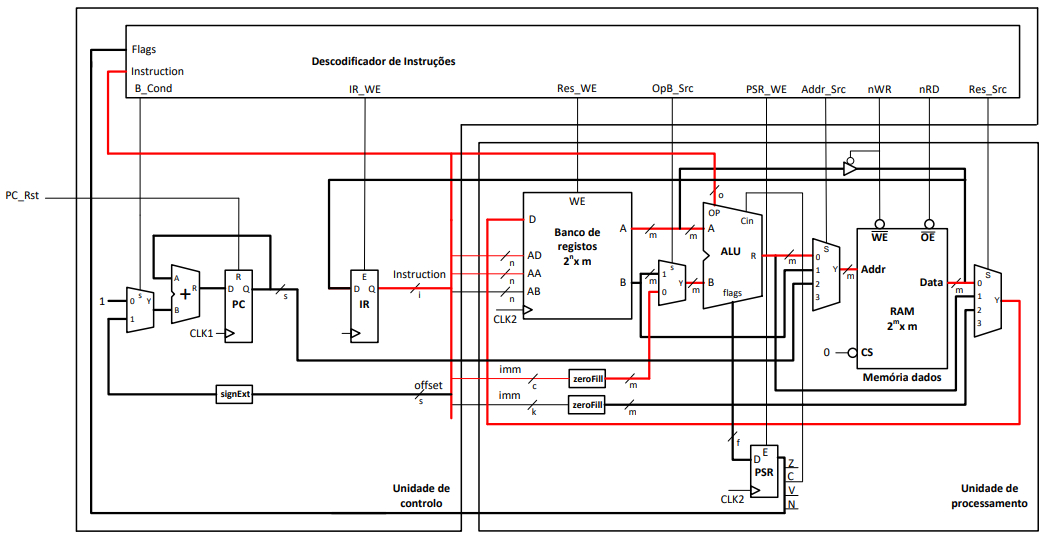 Flags
Descodificador de Instruções
Instruction
B_Cond IR_WE Res_WE OpB_Src PSR_WE Addr_Src nWR nRD Res_Src
PC_Rst
o
WE
OP Cin
WE OE
D
Banco de
registos
2^n x m
A m m A
ALU
R m
S
0
1
2
3
Y m Addr
Data m
RAM
2^m x m
CS
0
Memória dados
S
0
1
2
3
Y
n AD
n AA
n AB
CLK2
B
1 s
0
Y m B
flags
A
R
B
+
1
0 s Y
1
R
D Q
PC
s
CLK1
E
D Q
IR
Instruction
i
signExt
offset
s
imm
c
zeroFill
m
imm
k
zeroFill
m
f
E
D
PSR
CLK2
Z
C
V
N
Unidade de
controlo
Unidade de
processamento